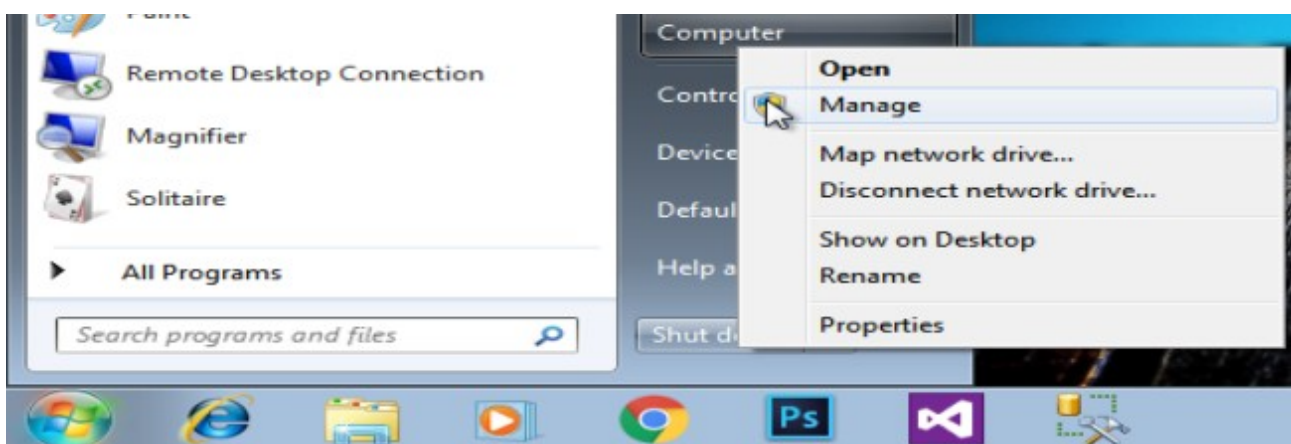 Paint
Remote Desktop Connection
Magnifier
Solitaire
All Programs
Search programs and files
Computer
Contro
Device
Defaul
Help a
Shut d
Open
Manage
Map network drive...
Disconnect network drive...
Show on Desktop
Rename
Properties
Ps